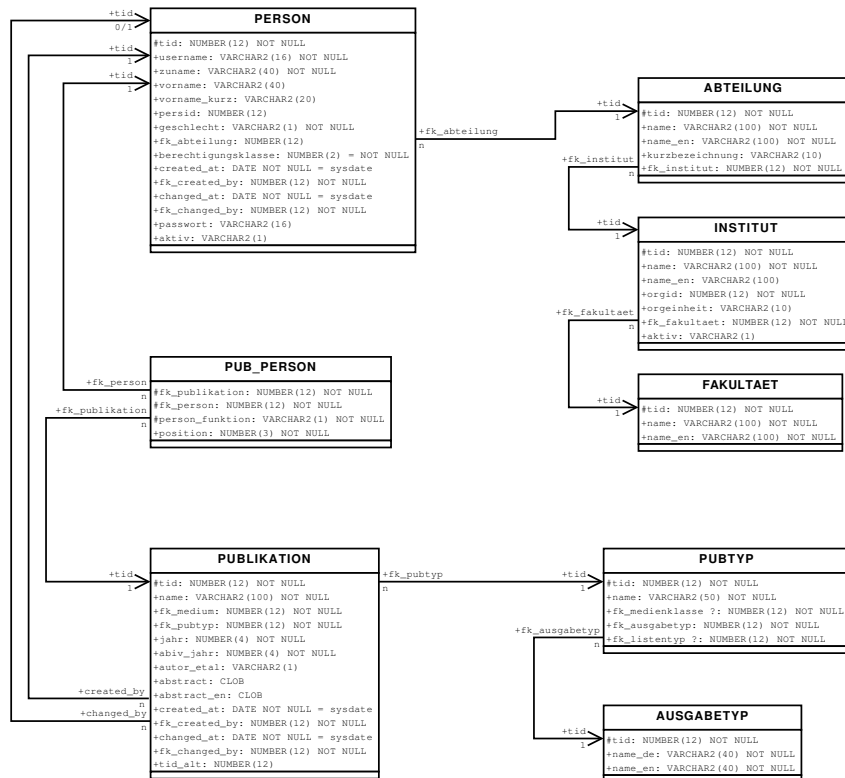 PERSON
+tid
0/1
#tid: NUMBER(12) NOT NULL
+username: VARCHAR2(16) NOT NULL
+zuname: VARCHAR2(40) NOT NULL
+vorname: VARCHAR2(40)
+vorname_kurz: VARCHAR2(20)
+persid: NUMBER(12)
+geschlecht: VARCHAR2(1) NOT NULL
+fk_abteilung: NUMBER(12)
+berechtigungsklasse: NUMBER(2) = NOT NULL
+created_at: DATE NOT NULL = sysdate
+fk_created_by: NUMBER(12) NOT NULL
+changed_at: DATE NOT NULL = sysdate
+fk_changed_by: NUMBER(12) NOT NULL
+passwort: VARCHAR2(16)
+aktiv: VARCHAR2(1)
+tid
1
+tid
1
+fk_abteilung
n
+tid
1
ABTEILUNG
#tid: NUMBER(12) NOT NULL
+name: VARCHAR2(100) NOT NULL
+name_en: VARCHAR2(100) NOT NULL
+kurzbezeichnung: VARCHAR2(10)
+fk_institut: NUMBER(12) NOT NULL
+fk_institut
n
+tid
1
INSTITUT
#tid: NUMBER(12) NOT NULL
+name: VARCHAR2(100) NOT NULL
+name_en: VARCHAR2(100)
+orgid: NUMBER(12) NOT NULL
+orgeinheit: VARCHAR2(10)
+fk_fakultaet: NUMBER(12) NOT NULL
+aktiv: VARCHAR2(1)
+fk_fakultaet
n
+tid
1
FAKULTAET
#tid: NUMBER(12) NOT NULL
+name: VARCHAR2(100) NOT NULL
+name_en: VARCHAR2(100) NOT NULL
PUB_PERSON
+fk_person
n
+fk_publikation
n
#fk_publikation: NUMBER(12) NOT NULL
+fk_person: NUMBER(12) NOT NULL
#person_funktion: VARCHAR2(1) NOT NULL
+position: NUMBER(3) NOT NULL
PUBLIKATION
+tid
1
#tid: NUMBER(12) NOT NULL
+name: VARCHAR2(100) NOT NULL
+fk_medium: NUMBER(12) NOT NULL
+fk_pubtyp: NUMBER(12) NOT NULL
+jahr: NUMBER(4) NOT NULL
+abiv_jahr: NUMBER(4) NOT NULL
+autor_etal: VARCHAR2(1)
+abstract: CLOB
+abstract_en: CLOB
+created_at: DATE NOT NULL = sysdate
+fk_created_by: NUMBER(12) NOT NULL
+changed_at: DATE NOT NULL = sysdate
+fk_changed_by: NUMBER(12) NOT NULL
+tid_alt: NUMBER(12)
+created_by
n
+changed_by
n
+fk_pubtyp
n
+tid
1
PUBTYP
#tid: NUMBER(12) NOT NULL
+name: VARCHAR2(50) NOT NULL
+fk_medienklasse ?: NUMBER(12) NOT NULL
+fk_ausgabetyp: NUMBER(12) NOT NULL
+fk_listentyp ?: NUMBER(12) NOT NULL
+fk_ausgabetyp
n
+tid
1
AUSGABETYP
#tid: NUMBER(12) NOT NULL
+name_de: VARCHAR2(40) NOT NULL
+name_en: VARCHAR2(40) NOT NULL